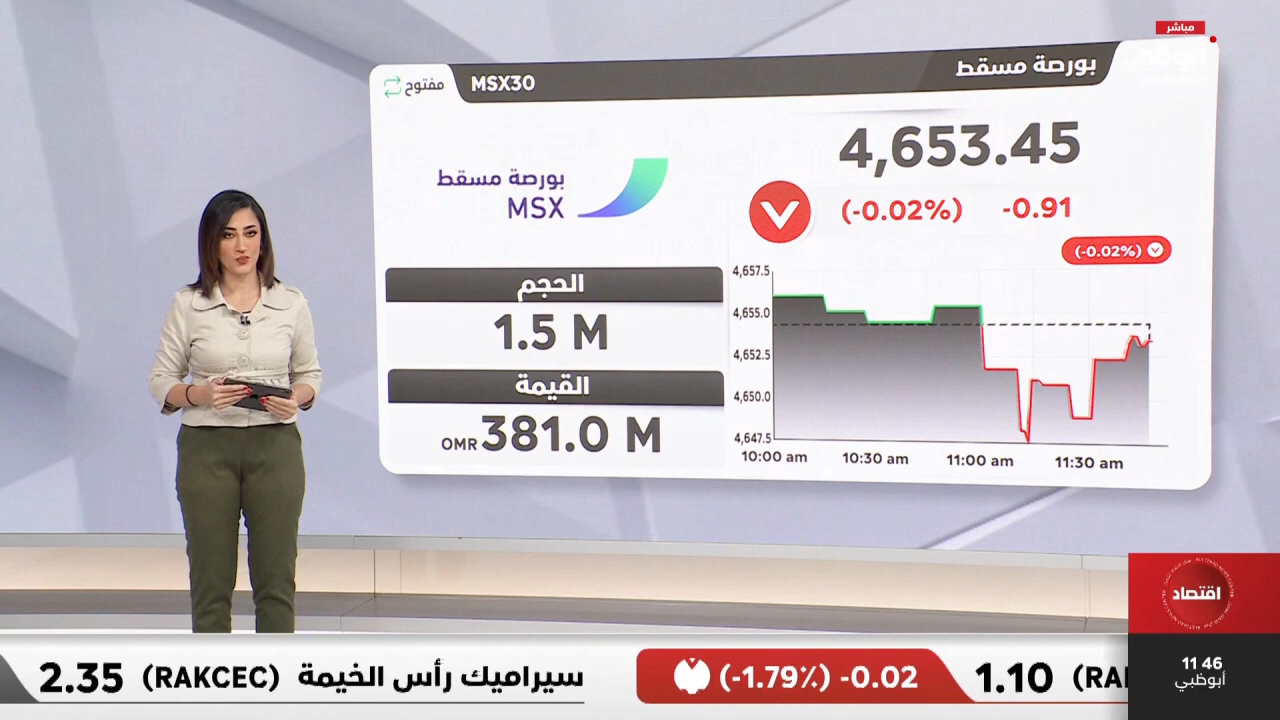 مباشر
بورصة مسقط
MSX30
مفتوح
4,653.45
(-0.02%) -0.91
بورصة مسقط
MSX
(-0.02%)
الحجم
1.5 M
القيمة
OMR 381.0 M
4,657.5
4,655.0
4,652.5
4,650.0
4,647.5
10:00 am 10:30 am 11:00 am 11:30 am
اقتصاد
2.35 (RAKCEC) سيراميك رأس الخيمة
(-1.79٪) -0.02
1.10 (RA
11 46
أبوظبي